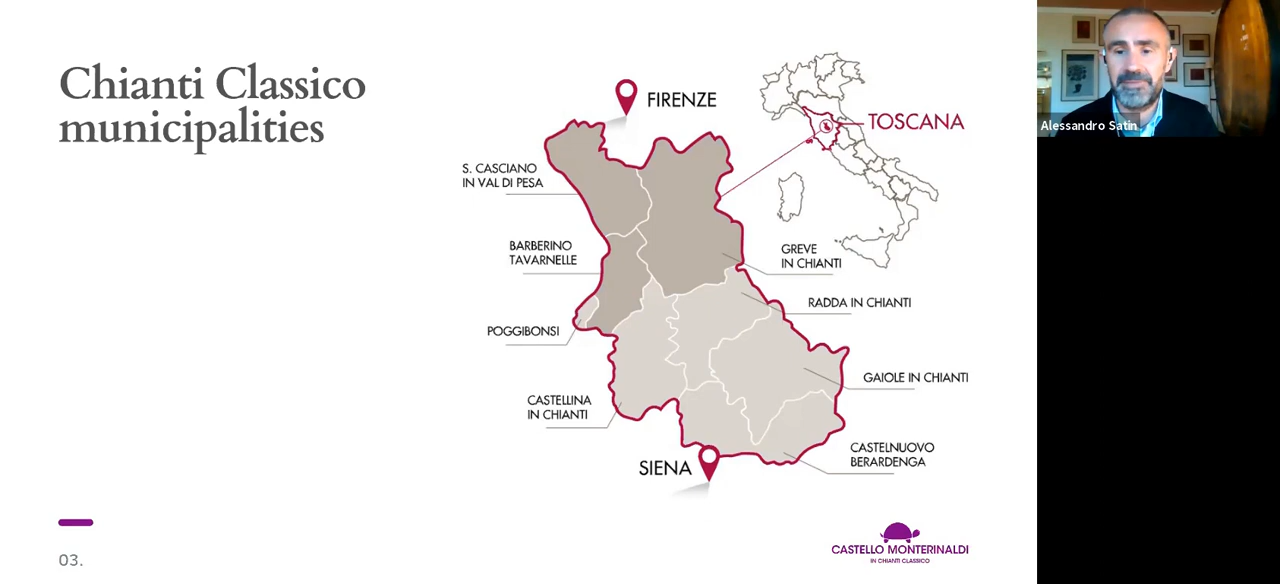 Chianti Classico
municipalities
FIRENZE
TOSCANA
S. CASCIANO
IN VAL DI PESA
BARBERINO
TAVARNELLE
GREVE
IN CHIANTI
RADDA IN CHIANTI
POGGIBONSI
GAIOLE IN CHIANTI
CASTELLINA
IN CHIANTI
CASTELNUOVO
BERARDENGA
SIENA
03.
CASTELLO MONTERINALDI
IN CHIANTI CLASSICO
Alessandro Satin